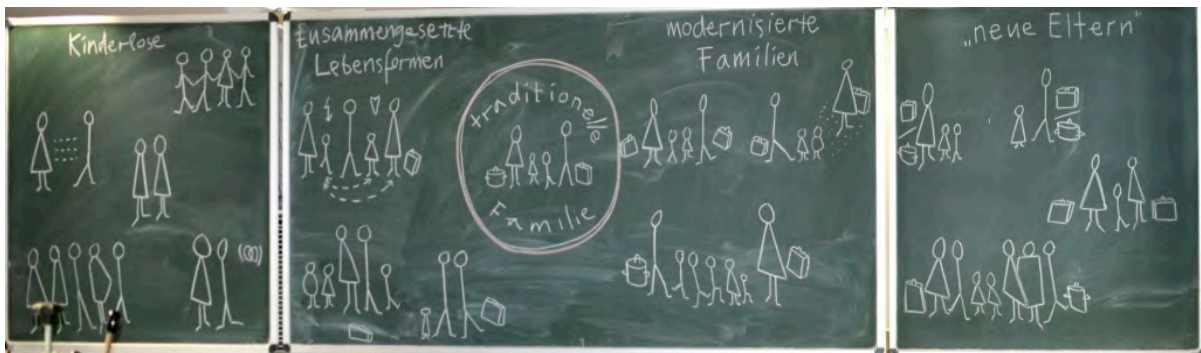 Kinderlose
zusammengesetzte
Lebensformen
traditionelle
Familie
modernisierte
Familien
„neue Eltern"